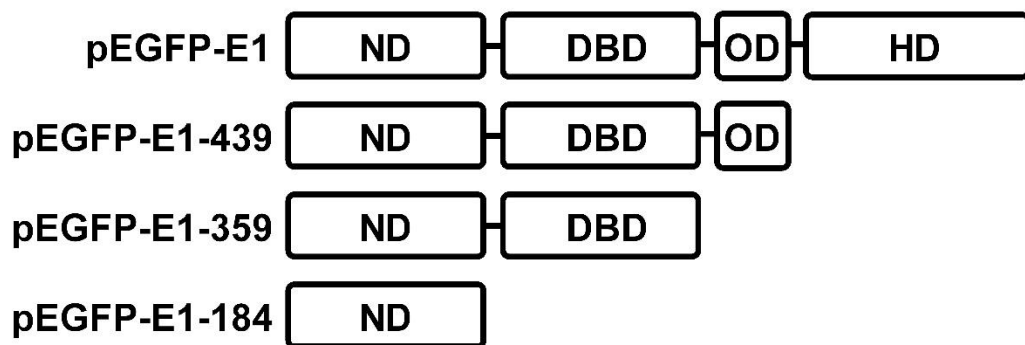 pEGFP-E1 ND DBD OD HD
pEGFP-E1-439 ND DBD OD
pEGFP-E1-359 ND DBD
pEGFP-E1-184 ND